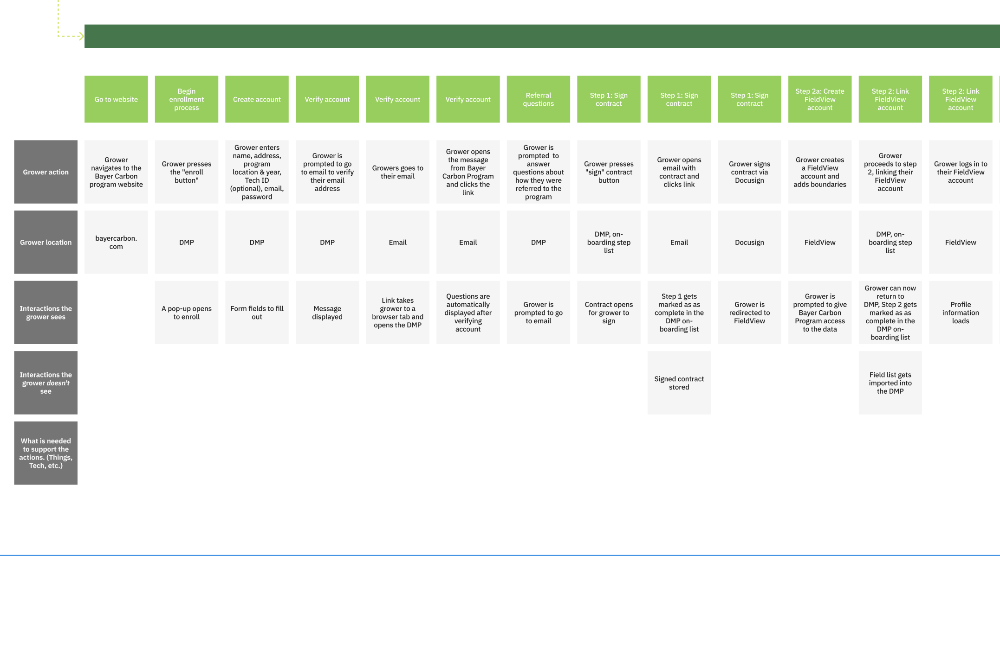 Go to website
Begin
enrollment
process
Create account
Verify account
Verify account
Verify account
Referral
questions
Step 1: Sign
contract
Step 1: Sign
contract
Step 1: Sign
contract
Step 2a: Create
FieldView
account
Step 2: Link
FieldView
account
Step 2: Link
FieldView
account
Grower action
Grower
navigates to the
Bayer Carbon
program website
Grower presses
the "enroll
button"
Grower enters
name, address,
program
location & year,
Tech ID
(optional), email,
password
Grower is
prompted to go
to email to verify
their email
address
Growers goes to
their email
Grower opens
the message
from Bayer
Carbon Program
and clicks the
link
Grower is
prompted  to
answer
questions about
how they were
referred to the
program
Grower presses
"sign" contract
button
Grower opens
email with
contract and
clicks link
Grower signs
contract via
Docusign
Grower creates
a FieldView
account and
adds boundaries
Grower
proceeds to step
2, linking their
FieldView
account
Grower logs in to
their FieldView
account
Grower location
bayercarbon.
com
DMP
DMP
DMP
Email
Email
DMP
DMP, on-
boarding step
list
Email
Docusign
FieldView
DMP, on-
boarding step
list
FieldView
Interactions the
grower sees
A pop-up opens
to enroll
Form fields to fill
out
Message
displayed
Link takes
grower to a
browser tab and
opens the DMP
Questions are
automatically
displayed after
verifying
account
Grower is
prompted to go
to email
Contract opens
for grower to
sign
Step 1 gets
marked as as
complete in the
DMP on-
boarding list
Grower is
redirected to
FieldView
Grower is
prompted to give
Bayer Carbon
Program access
to the data
Grower can now
return to
DMP, Step 2 gets
marked as as
complete in the
DMP on-
boarding list
Profile
information
loads
Interactions the
grower doesn't
see
Signed contract
stored
Field list gets
imported into
the DMP
What is needed
to support the
actions. (Things,
Tech, etc.)